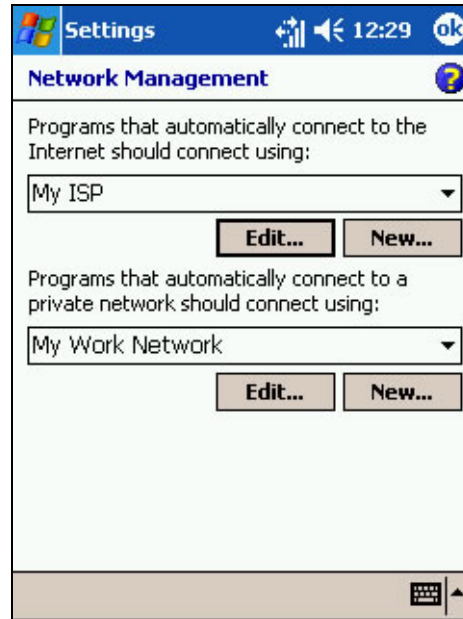 Settings 12:29 ok
Network Management ?
Programs that automatically connect to the
Internet should connect using:
My ISP
Edit... New...
Programs that automatically connect to a
private network should connect using:
My Work Network
Edit... New...